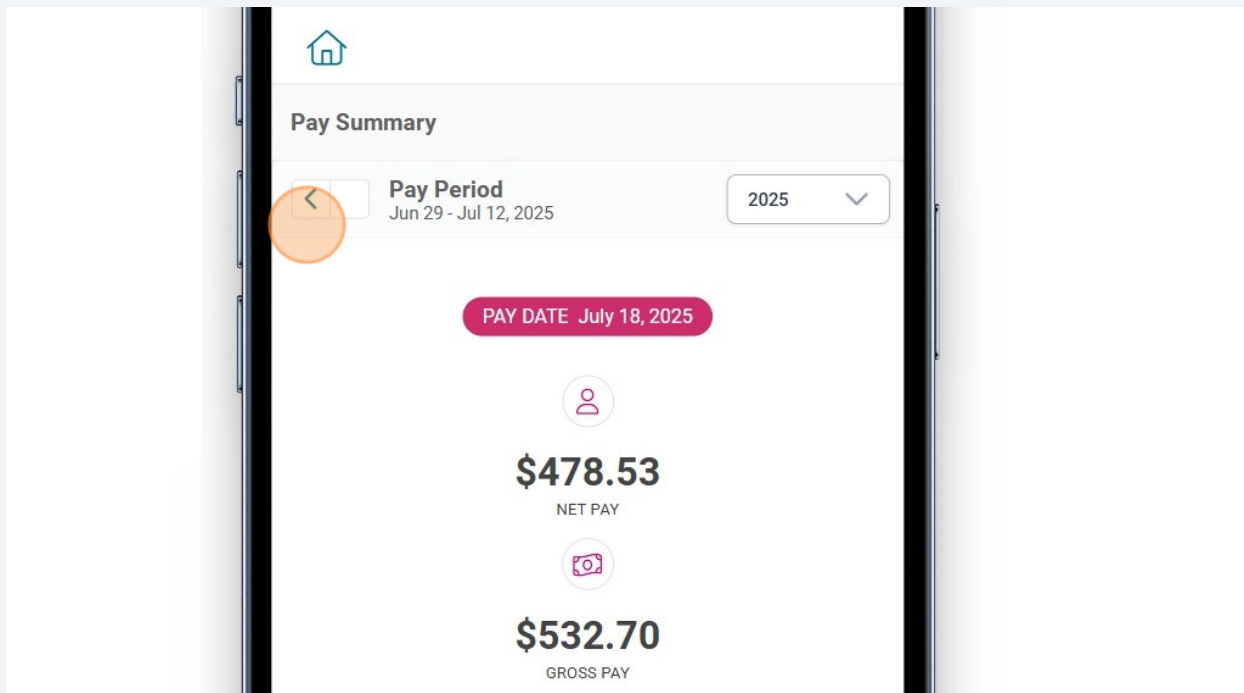 Pay Summary
Pay Period
Jun 29 - Jul 12, 2025
2025
PAY DATE July 18, 2025
$478.53
NET PAY
$532.70
GROSS PAY